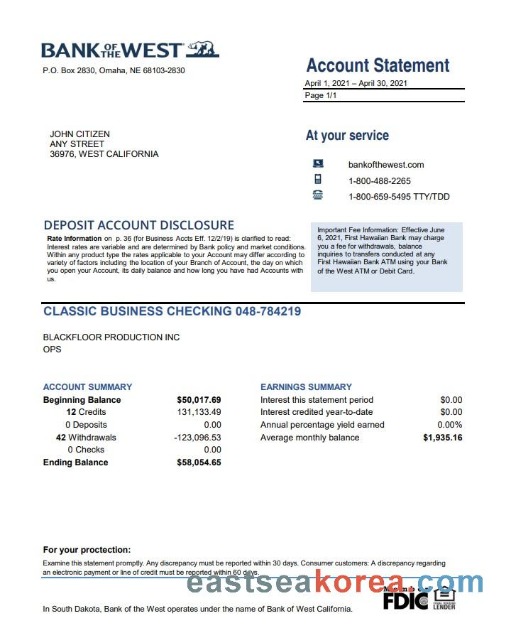 BANK OF THE WEST
P.O. Box 2830, Omaha, NE 68103-2830
Account Statement
April 1, 2021 – April 30, 2021
Page 1/1
JOHN CITIZEN
ANY STREET
36976, WEST CALIFORNIA
At your service
bankofthewest.com
1-800-488-2265
1-800-659-5495 TTY/TDD
DEPOSIT ACCOUNT DISCLOSURE
Rate Information on p. 36 (for Business Accts Eff. 12/2/19) is clarified to read:
Interest rates are variable and are determined by Bank policy and market conditions.
Within any product type the rates applicable to your Account may differ according to
variety of factors including the location of your Branch of Account, the day on which
you open your Account, its daily balance and how long you have had Accounts with
us.
Important Fee Information: Effective June
6, 2021, First Hawaiian Bank may charge
you a fee for withdrawals, balance
inquiries to transfers conducted at any
First Hawaiian Bank ATM using your Bank
of the West ATM or Debit Card.
CLASSIC BUSINESS CHECKING 048-784219
BLACKFLOOR PRODUCTION INC
OPS
ACCOUNT SUMMARY
Beginning Balance $50,017.69
12 Credits 131,133.49
0 Deposits 0.00
42 Withdrawals -123,096.53
0 Checks 0.00
Ending Balance $58,054.65
EARNINGS SUMMARY
Interest this statement period $0.00
Interest credited year-to-date $0.00
Annual percentage yield earned 0.00%
Average monthly balance $1,935.16
For your proctection:
Examine this statement promptly. Any discrepancy must be reported within 30 days. Consumer customers: A discrepancy regarding
an electronic payment or line of credit must be reported within 60 days.
eastseakorea.com
FDIC
LENDER
In South Dakota, Bank of the West operates under the name of Bank of West California.